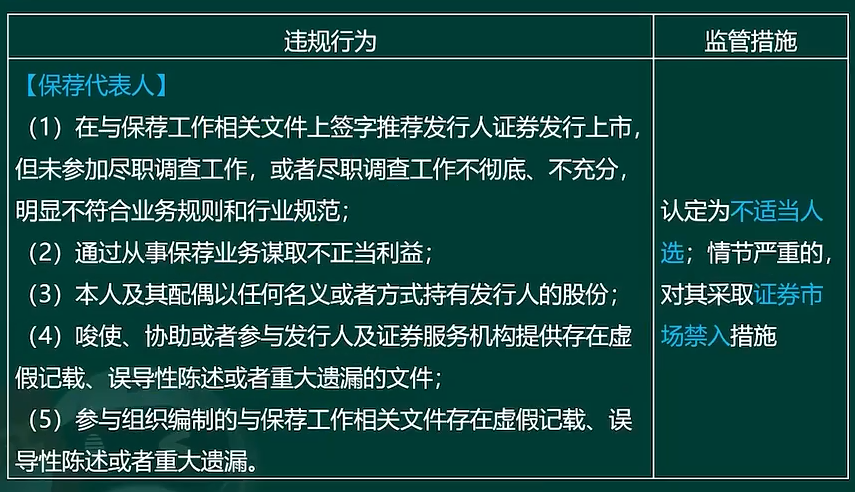 违规行为
监管措施
【保荐代表人】
（1）在与保荐工作相关文件上签字推荐发行人证券发行上市，
但未参加尽职调查工作，或者尽职调查工作不彻底、不充分，
明显不符合业务规则和行业规范；
（2）通过从事保荐业务谋取不正当利益；
（3）本人及其配偶以任何名义或者方式持有发行人的股份；
（4）唆使、协助或者参与发行人及证券服务机构提供存在虚
假记载、误导性陈述或者重大遗漏的文件；
（5）参与组织编制的与保荐工作相关文件存在虚假记载、误
导性陈述或者重大遗漏。
认定为不适当人
选；情节严重的，
对其采取证券市
场禁入措施